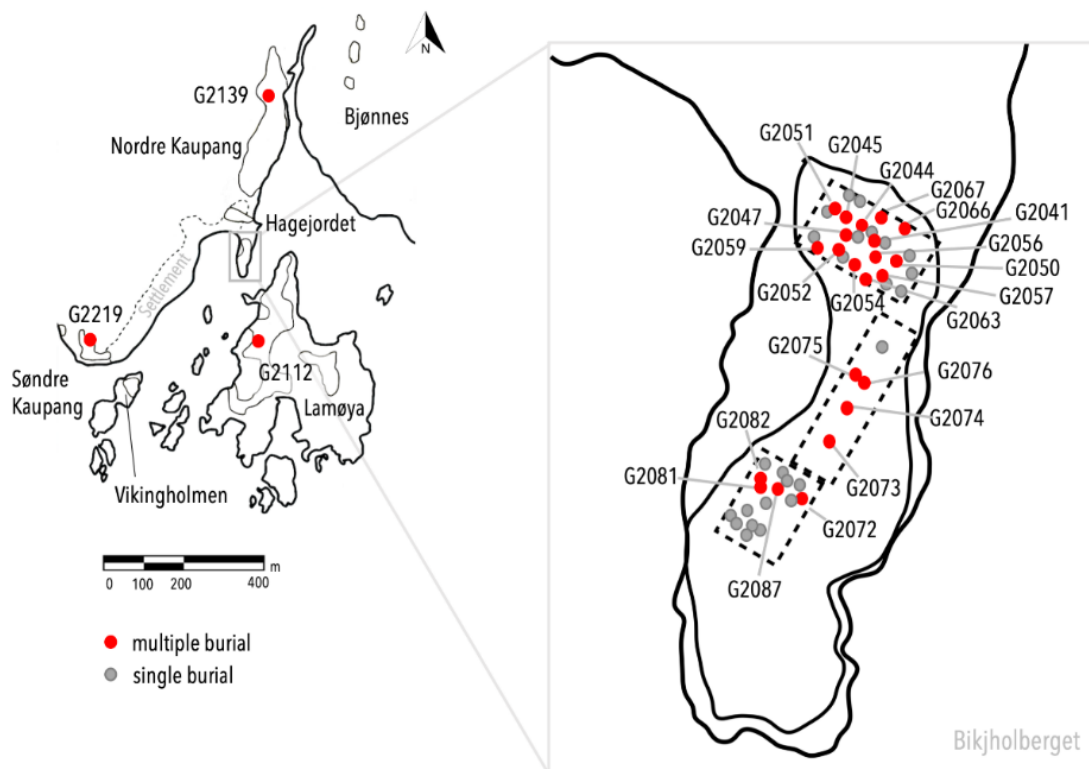 N
G2139
Bjønnes
Nordre Kaupang
Hagejordet
Settlement
G2219
G2112
Søndre
Kaupang
Lamøya
Vikingholmen
0 100 200 400 m
multiple burial
single burial
G2051
G2045
G2044
G2067
G2066
G2047
G2041
G2059
G2056
G2050
G2052
G2054
G2057
G2063
G2075
G2076
G2074
G2082
G2081
G2073
G2072
G2087
Bikjholberget